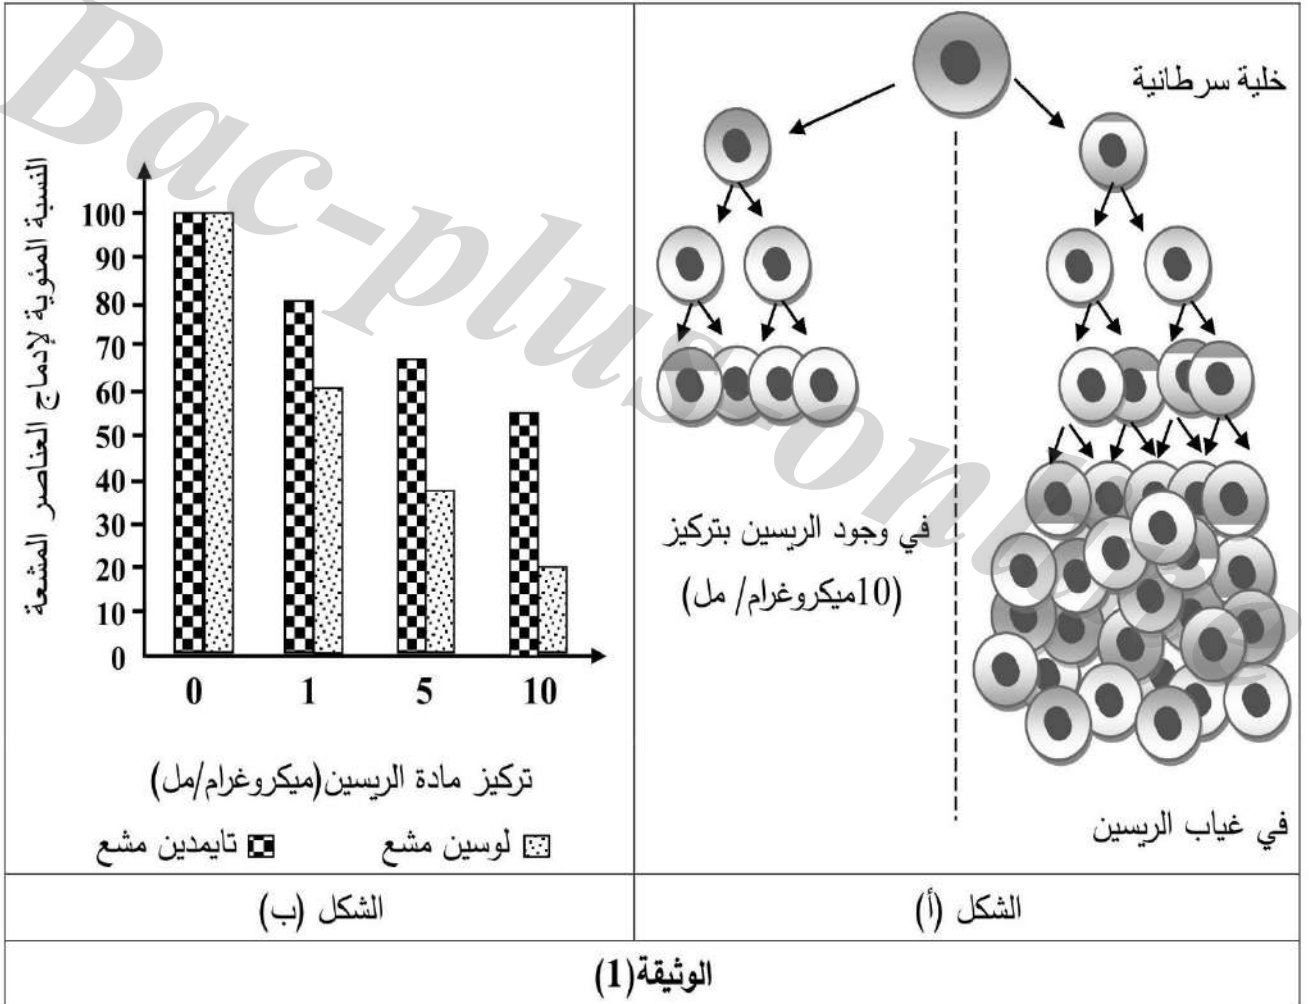 خلية سرطانية
في وجود الريسين بتركيز
(10ميكروغرام/ مل)
في غياب الريسين
الشكل (أ)
النسبة المئوية لإدماج العناصر المشعة
100
90
80
70
60
50
40
30
20
10
0
0 1 5 10
تركيز مادة الريسين(ميكروغرام/مل)
لوسين مشع
تايمدين مشع
الشكل (ب)
الوثيقة(1)
Bac-plus-online